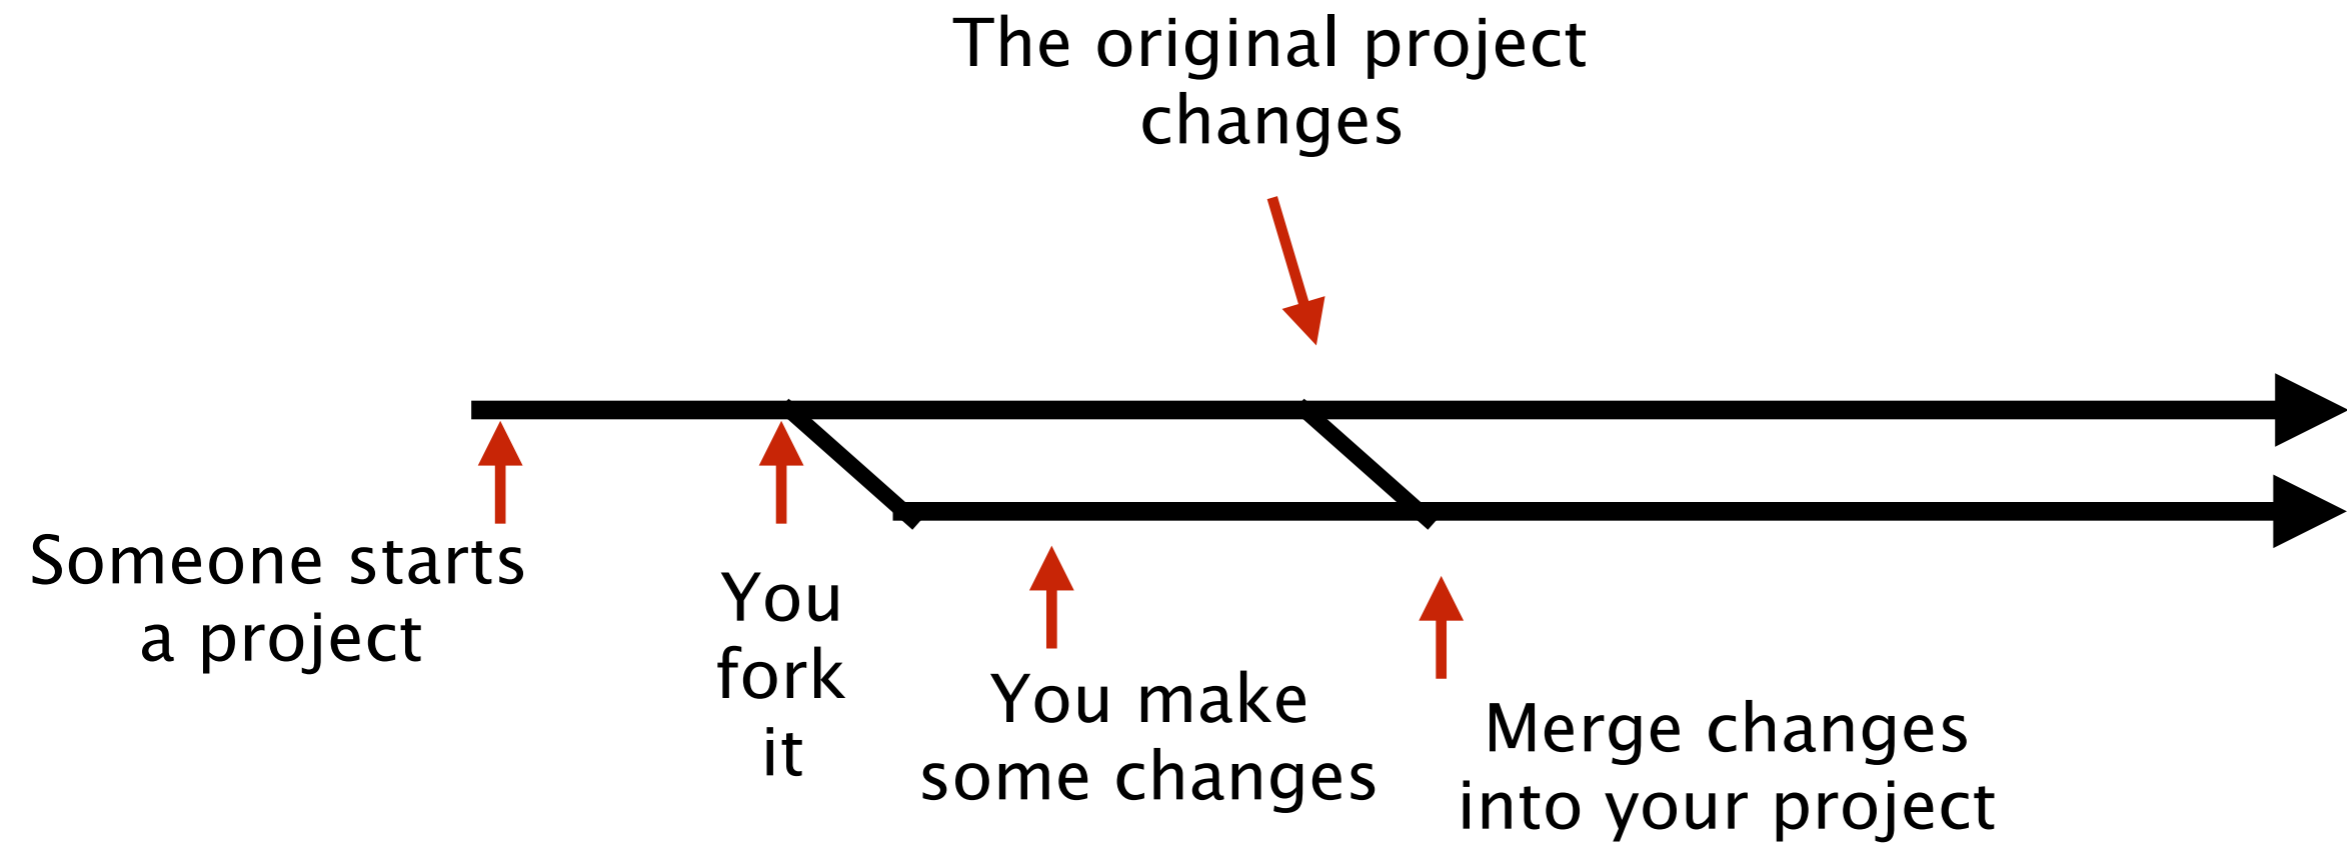 The original project
changes
Someone starts
a project
You
fork
it
You make
some changes
Merge changes
into your project